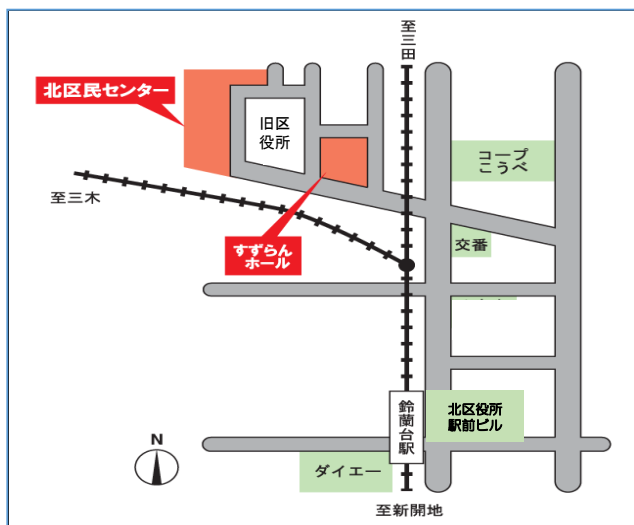 至三田
北区民センター
旧区
役所
コープ
こうべ
至三木
すずらん
ホール
交番
鈴蘭台駅
北区役所
駅前ビル
N
ダイエー
至新開地